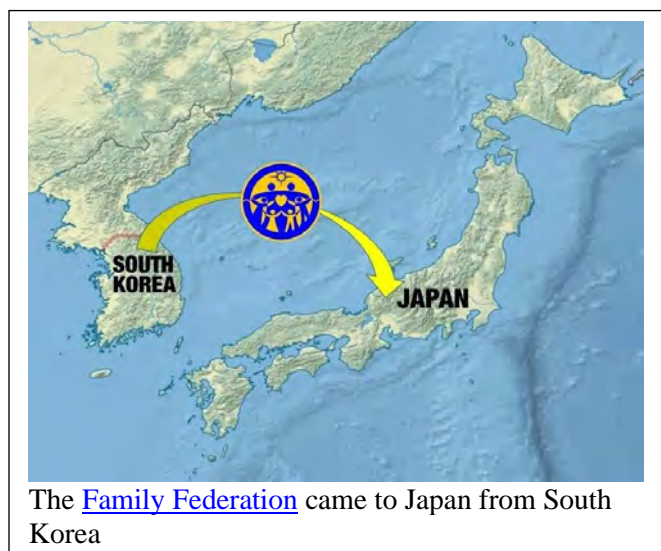 SOUTH
KOREA
JAPAN
The Family Federation came to Japan from South
Korea